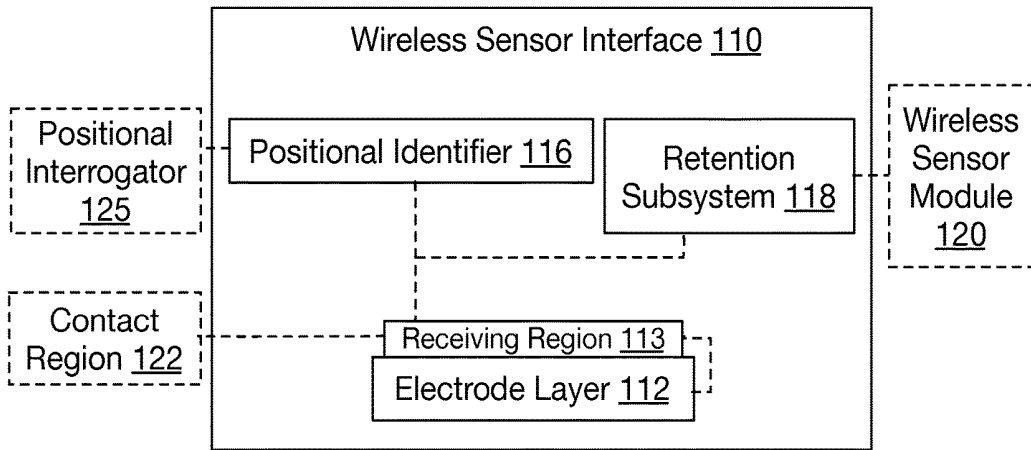 Wireless Sensor Interface 110
Positional
Interrogator
125
Positional Identifier 116
Retention
Subsystem 118
Wireless
Sensor
Module
120
Contact
Region 122
Receiving Region 113
Electrode Layer 112